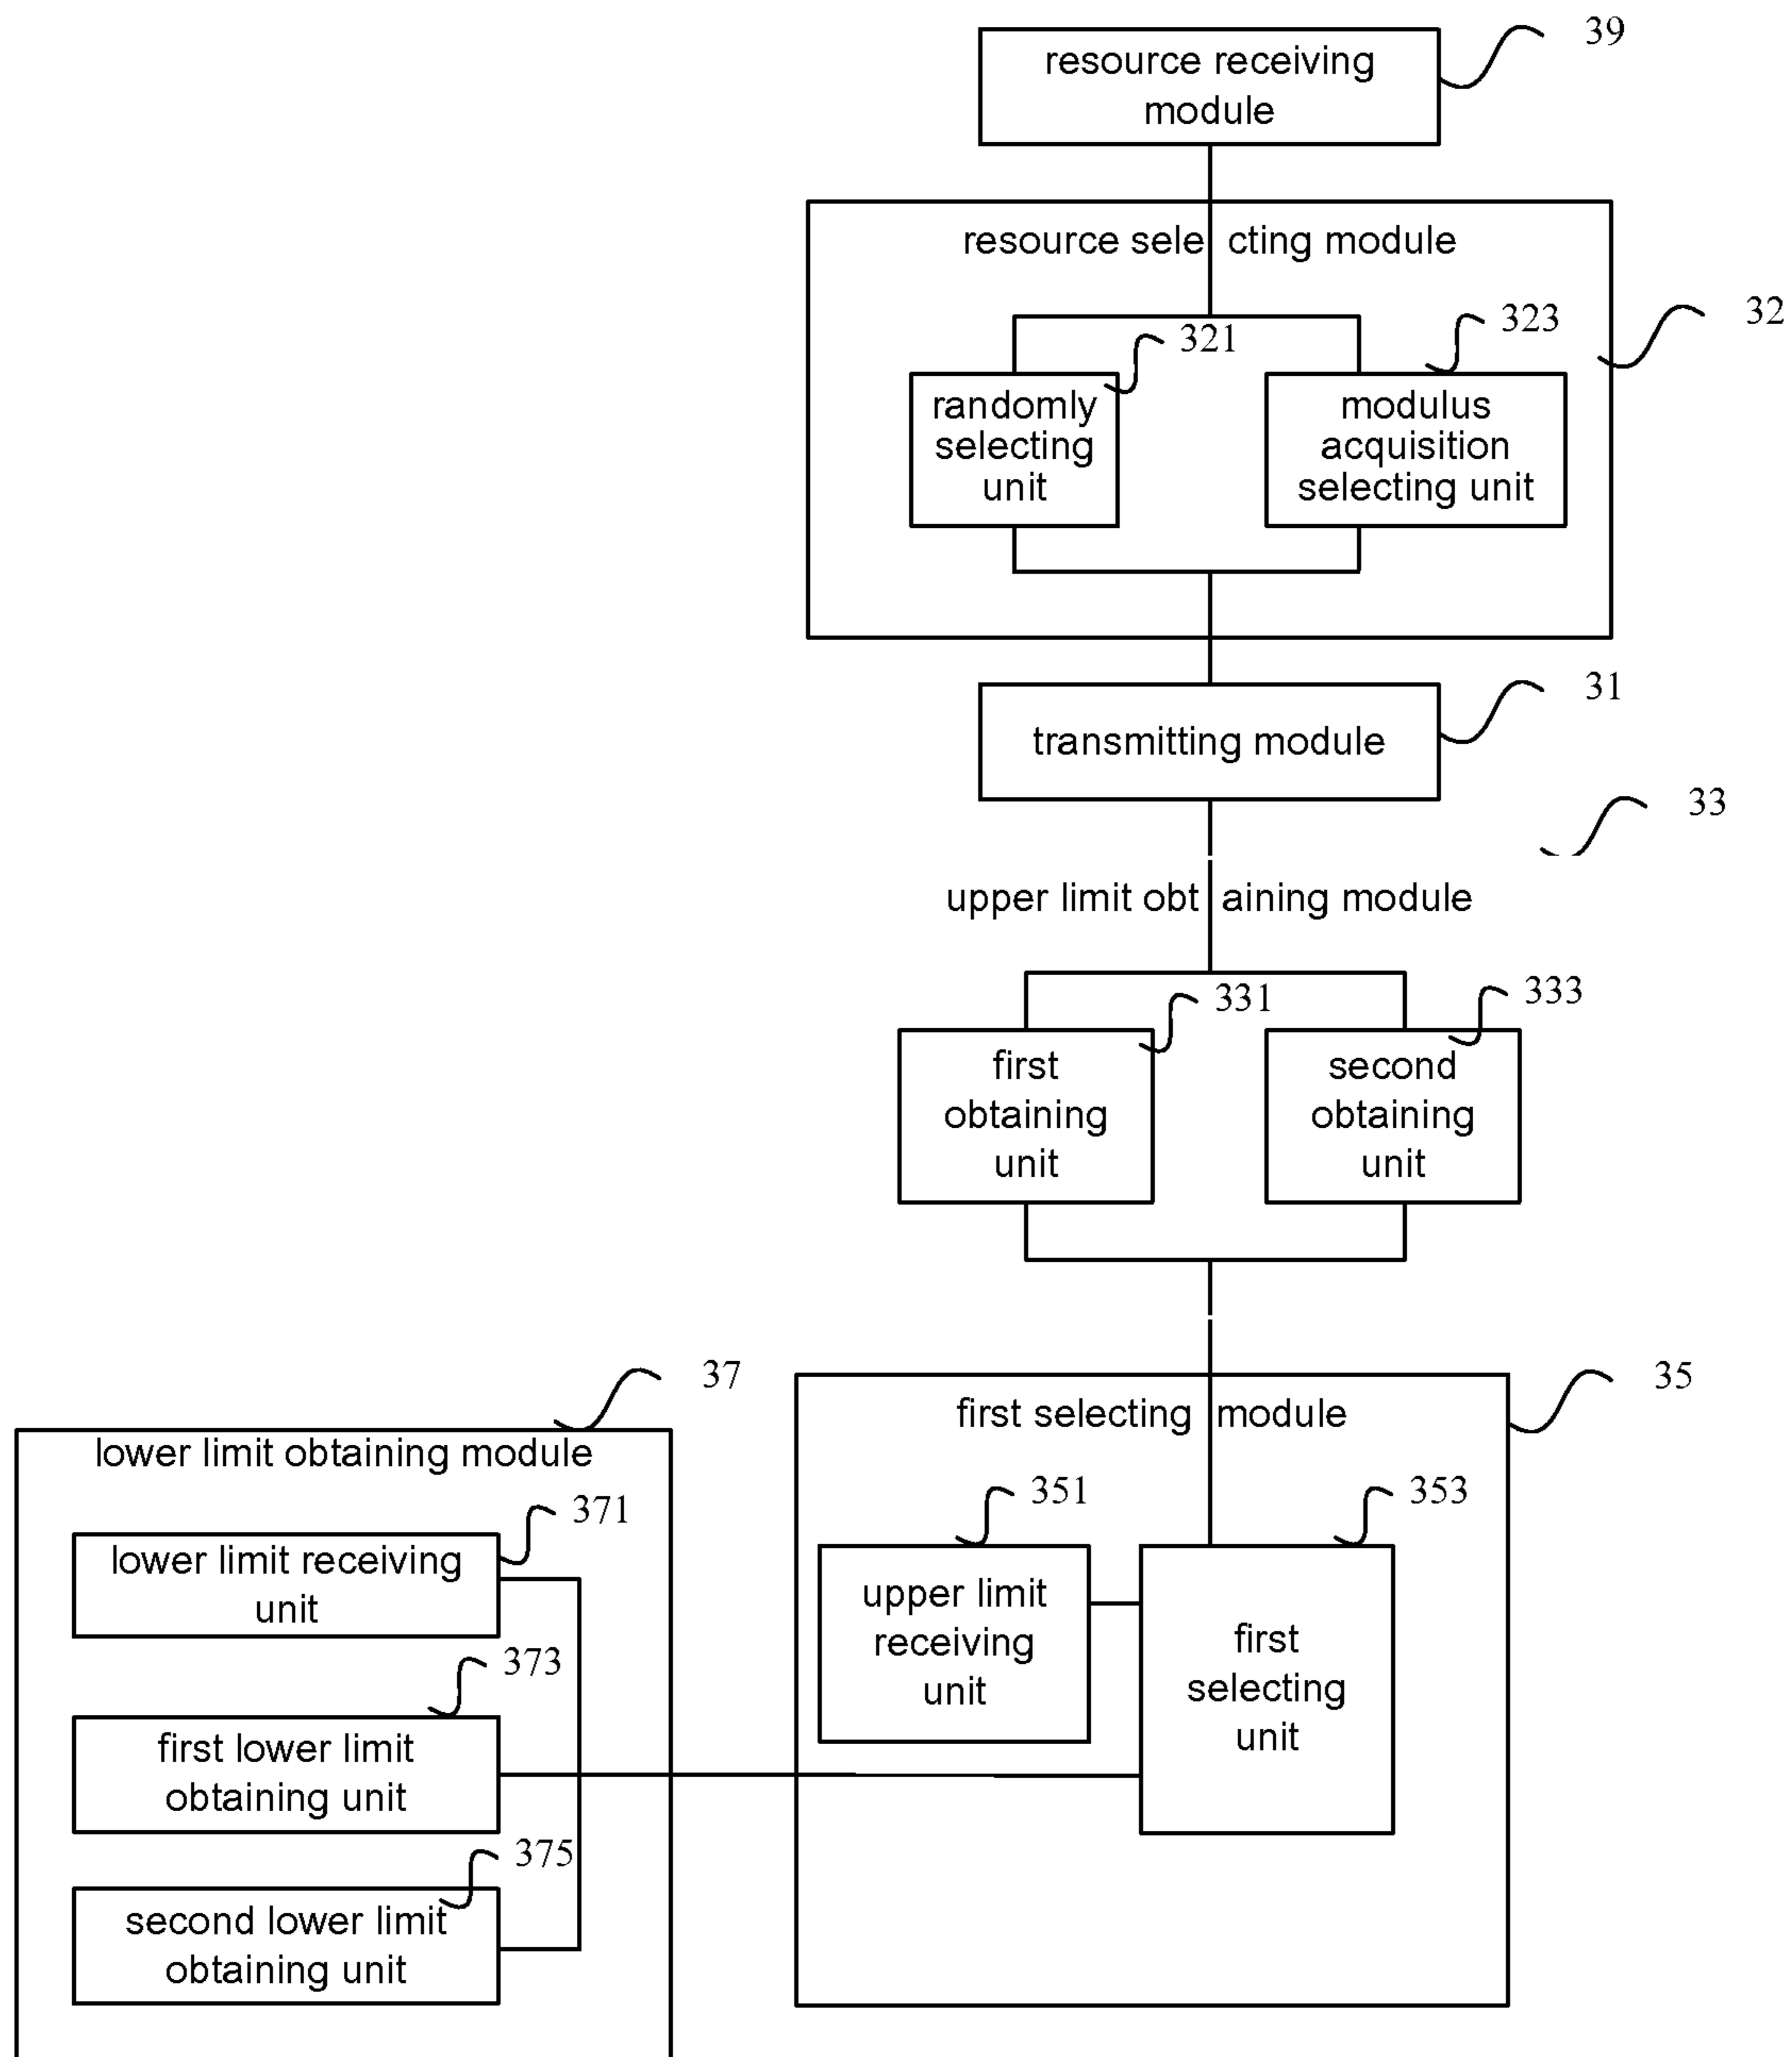 39
resource receiving
module
resource sele cting module
32
321
323
randomly
selecting
unit
modulus
acquisition
selecting unit
31
transmitting module
33
upper limit obt aining module
331
333
first
obtaining
unit
second
obtaining
unit
37
35
lower limit obtaining module
first selecting module
371
351
353
lower limit receiving
unit
upper limit
receiving
unit
first
selecting
unit
373
first lower limit
obtaining unit
375
second lower limit
obtaining unit